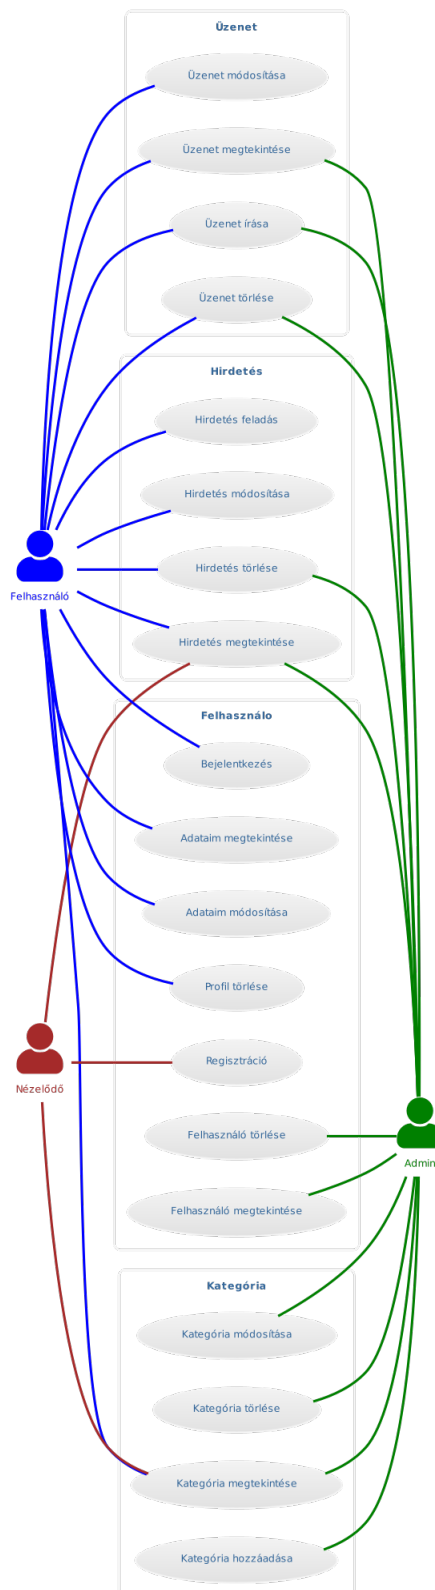 Üzenet
Üzenet módosítása
Üzenet megtekintése
Üzenet írása
Üzenet törlése
Hirdetés
Hirdetés feladás
Hirdetés módosítása
Hirdetés törlése
Felhasználó
Hirdetés megtekintése
Felhasználo
Bejelentkezés
Adataim megtekintése
Adataim módosítása
Profil törlése
Regisztráció
Nézelődő
Felhasználó törlése
Admin
Felhasználó megtekintése
Kategória
Kategória módosítása
Kategória törlése
Kategória megtekintése
Kategória hozzáadása